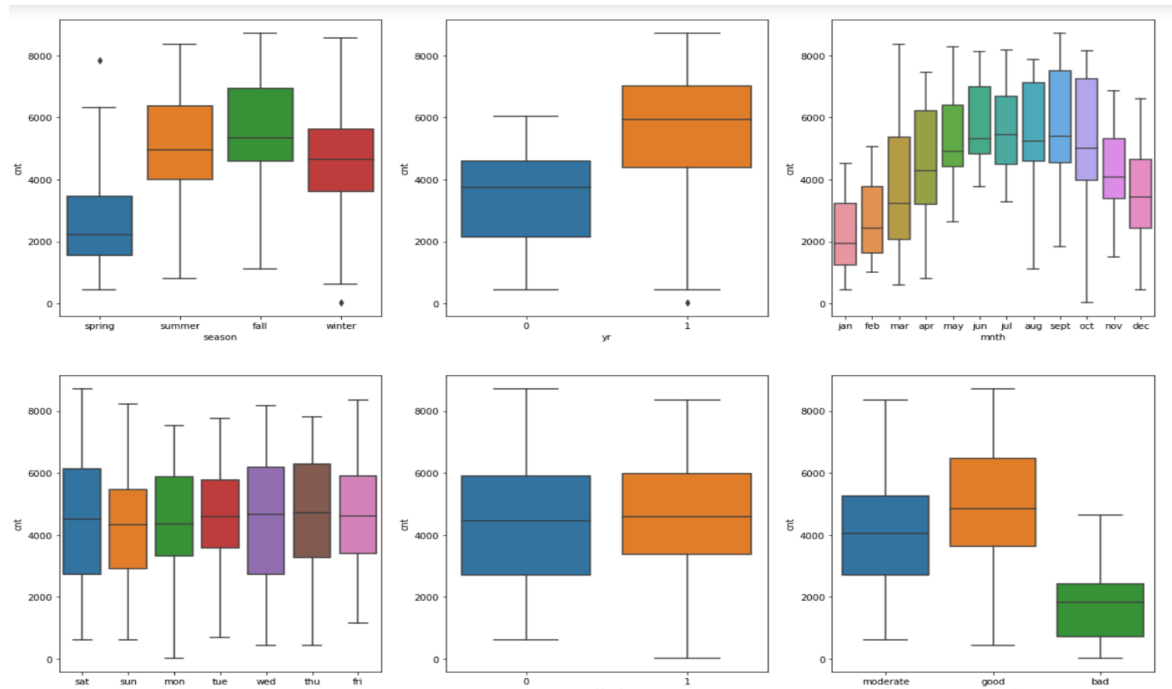 8000
6000
4000
2000
0
cnt
spring summer fall winter
season
8000
6000
4000
2000
0
cnt
0 1
yr
8000
6000
4000
2000
0
cnt
jan feb mar apr may jun jul aug sept oct nov dec
mnth
8000
6000
4000
2000
0
cnt
sat sun mon tue wed thu fri
8000
6000
4000
2000
0
cnt
0 1
8000
6000
4000
2000
0
cnt
moderate good bad